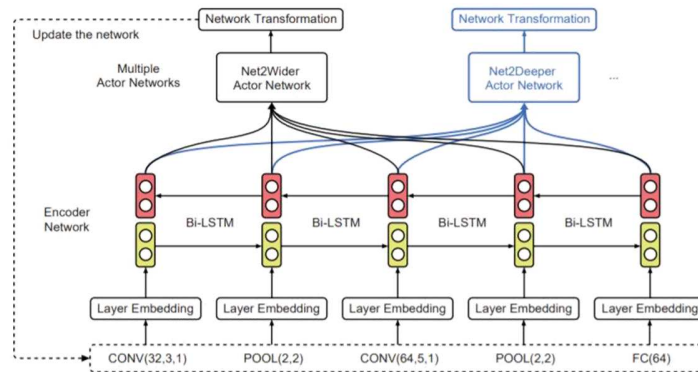 Network Transformation
Network Transformation
Update the network
Multiple
Actor Networks
Net2Wider
Actor Network
Net2Deeper
Actor Network
...
Encoder
Network
Bi-LSTM
Bi-LSTM
Bi-LSTM
Bi-LSTM
Layer Embedding
Layer Embedding
Layer Embedding
Layer Embedding
Layer Embedding
CONV(32,3,1)
POOL(2,2)
CONV(64,5,1)
POOL(2,2)
FC(64)